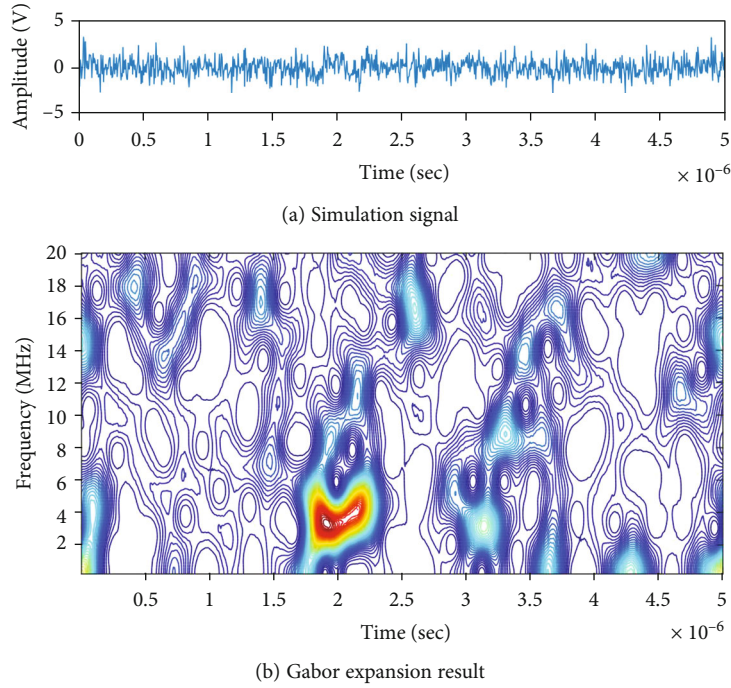 Amplitude (V)
5
0
−5
0 0.5 1 1.5 2 2.5 3 3.5 4 4.5 5
Time (sec)
× 10−6
(a) Simulation signal
Frequency (MHz)
20
18
16
14
12
10
8
6
4
2
0.5 1 1.5 2 2.5 3 3.5 4 4.5 5
Time (sec)
× 10−6
(b) Gabor expansion result